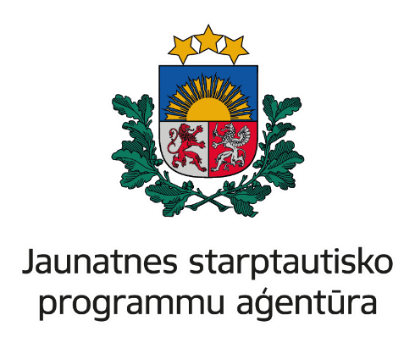 Jaunatnes starptautisko
programmu aģentūra